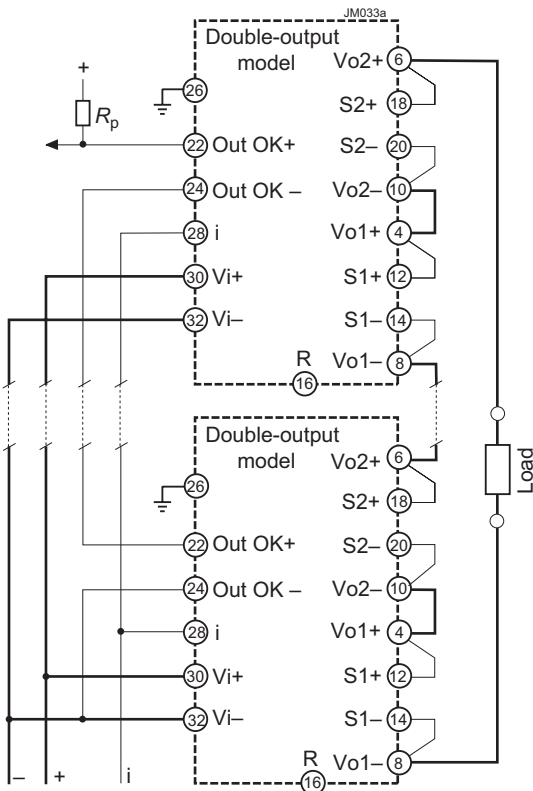 JM033a
Double-output
model
Vo2+ 6
26
S2+ 18
+
Rp
22 Out OK+
S2– 20
24 Out OK –
Vo2– 10
28 i
Vo1+ 4
30 Vi+
S1+ 12
32 Vi–
S1– 14
R
16
Vo1– 8
Double-output
model
Vo2+ 6
26
S2+ 18
Load
22 Out OK+
S2– 20
24 Out OK –
Vo2– 10
28 i
Vo1+ 4
30 Vi+
S1+ 12
32 Vi–
S1– 14
R
16
Vo1– 8
– + i